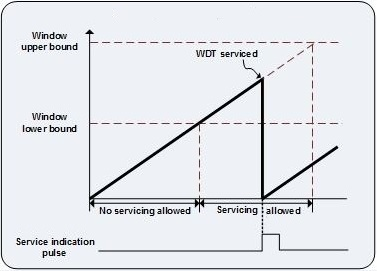 Window
upper bound
WDT serviced
Window
lower bound
No servicing allowed
Servicing allowed
Service indication
pulse